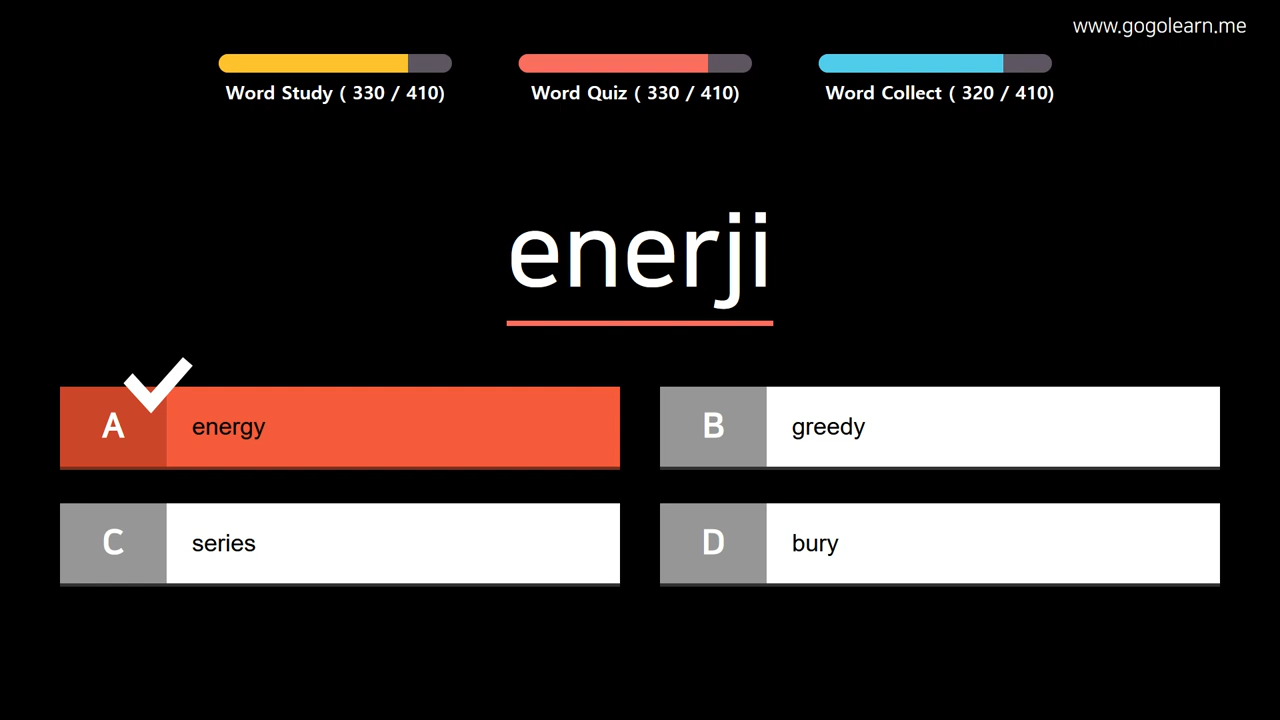 www.gogolearn.me
Word Study ( 330 / 410)
Word Quiz ( 330 / 410)
Word Collect ( 320 / 410)
enerji
A energy
B greedy
C series
D bury